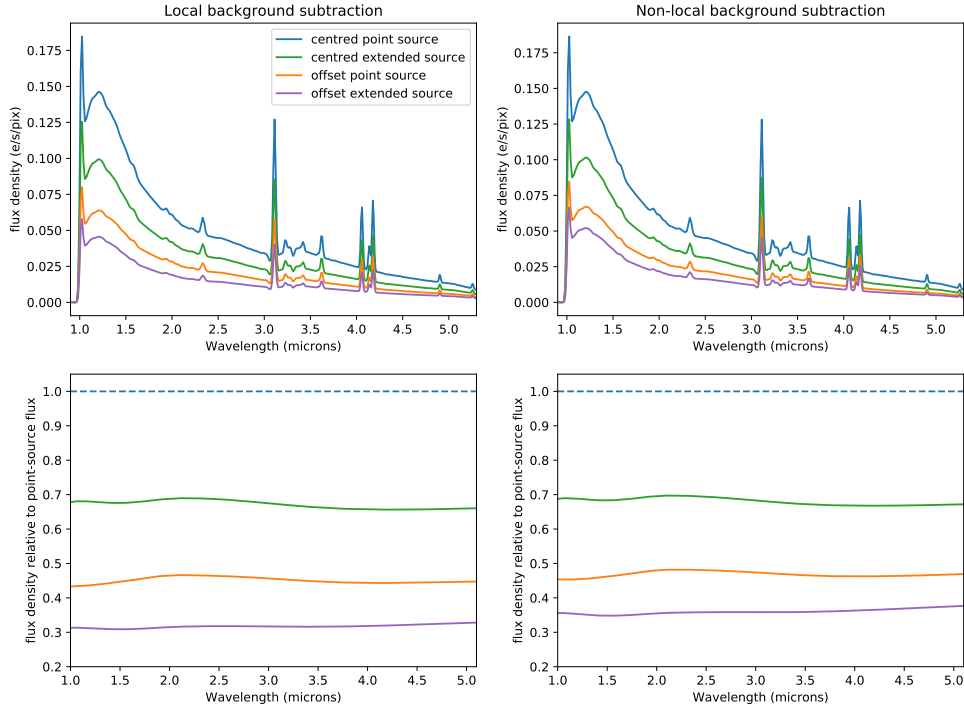 Local background subtraction
Non-local background subtraction
flux density (e/s/pix)
0.175
0.150
0.125
0.100
0.075
0.050
0.025
0.000
centred point source
centred extended source
offset point source
offset extended source
1.0 1.5 2.0 2.5 3.0 3.5 4.0 4.5 5.0
Wavelength (microns)
flux density (e/s/pix)
0.175
0.150
0.125
0.100
0.075
0.050
0.025
0.000
1.0 1.5 2.0 2.5 3.0 3.5 4.0 4.5 5.0
Wavelength (microns)
flux density relative to point-source flux
1.0
0.9
0.8
0.7
0.6
0.5
0.4
0.3
0.2
1.0 1.5 2.0 2.5 3.0 3.5 4.0 4.5 5.0
Wavelength (microns)
flux density relative to point-source flux
1.0
0.9
0.8
0.7
0.6
0.5
0.4
0.3
0.2
1.0 1.5 2.0 2.5 3.0 3.5 4.0 4.5 5.0
Wavelength (microns)